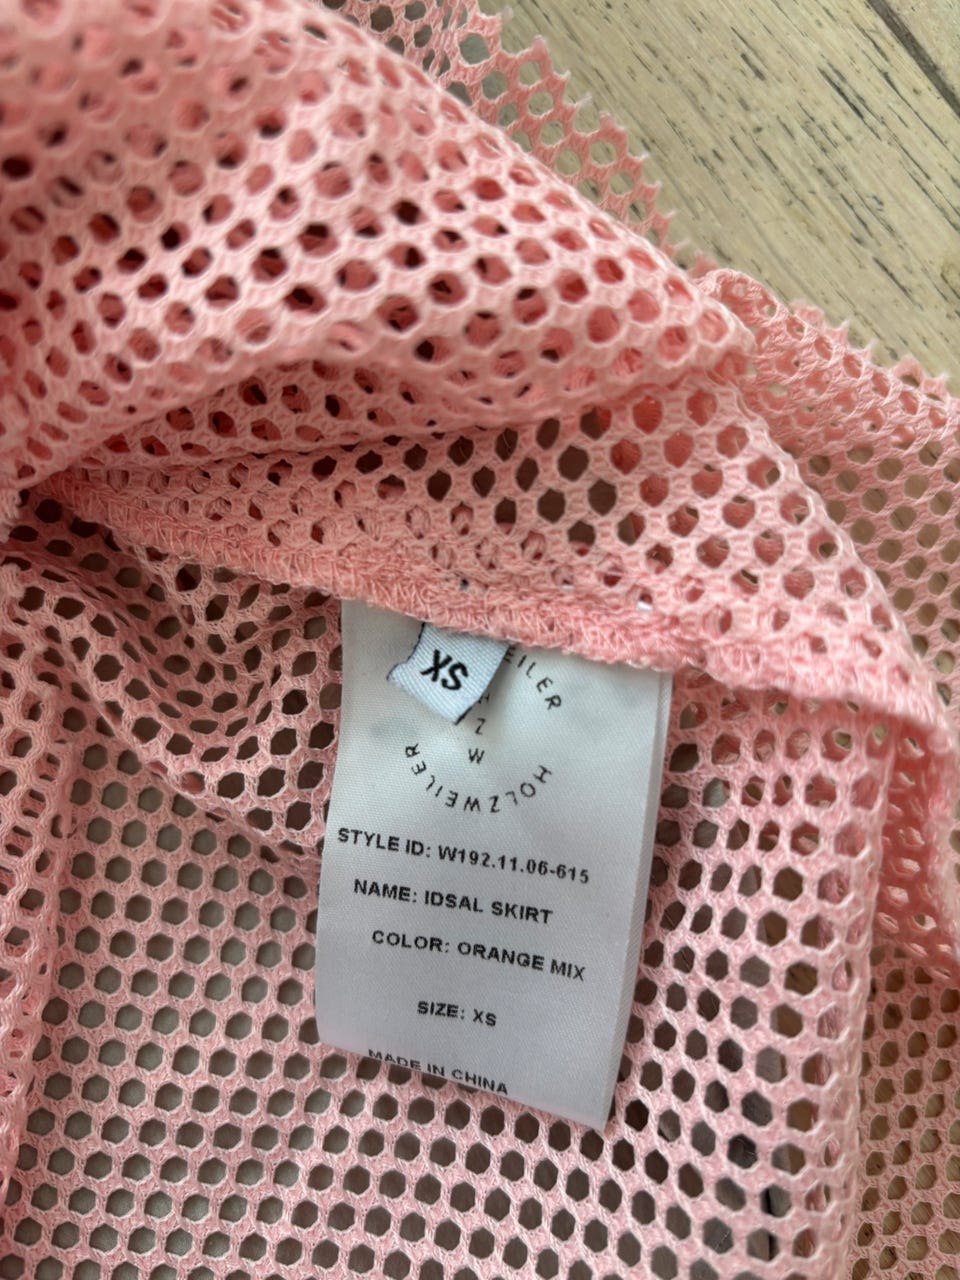 XS
EILER
H
Z
W
HOLZWEILER
STYLE ID: W192.11.06-615
NAME: IDSAL SKIRT
COLOR: ORANGE MIX
SIZE: XS
MADE IN CHINA